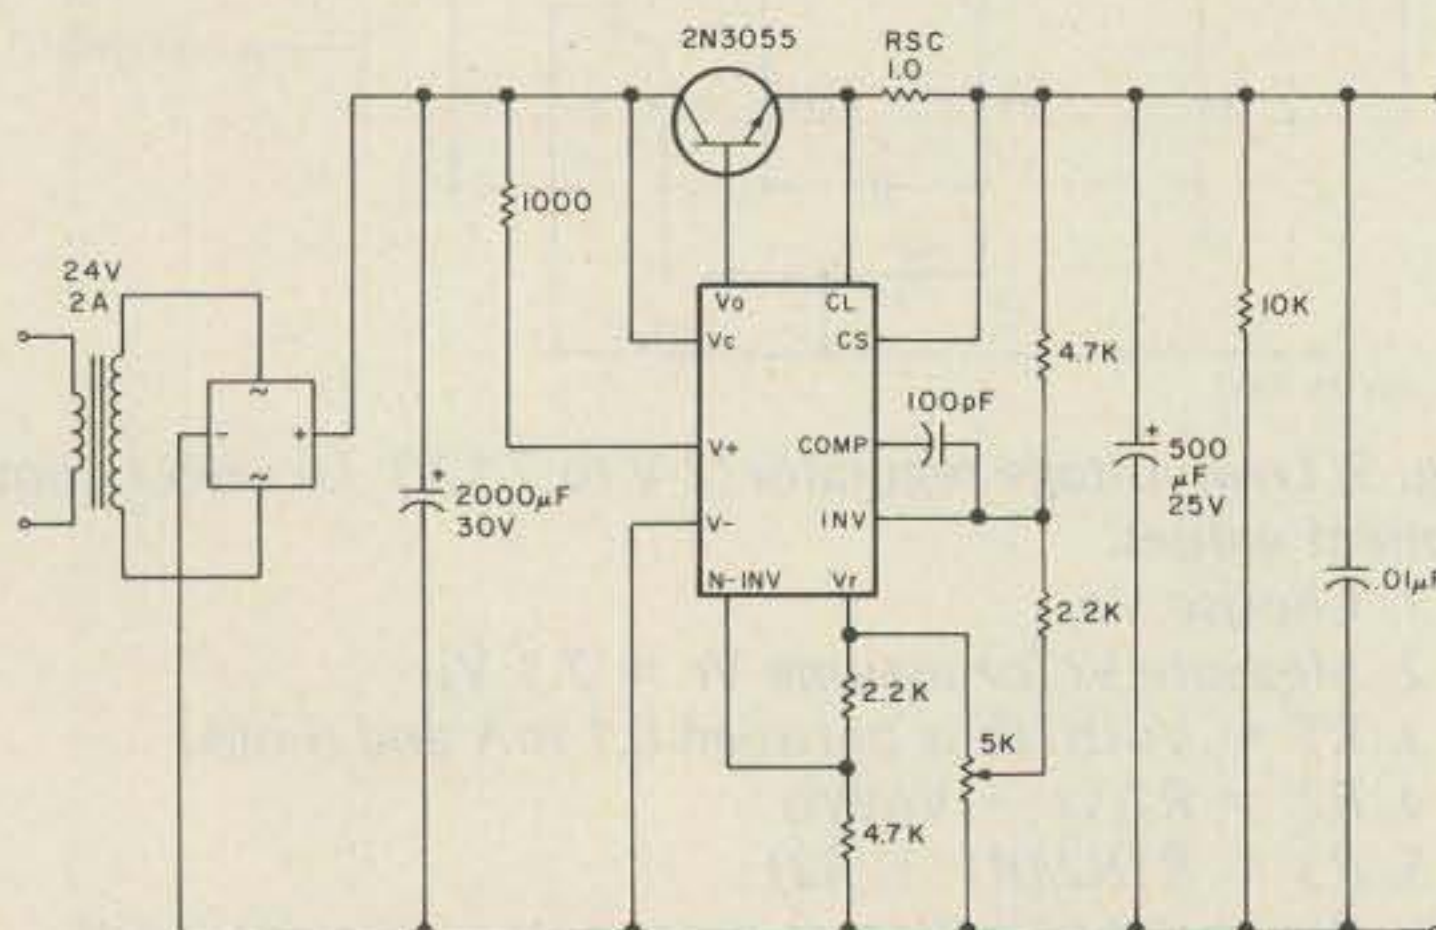 2N3055
RSC
1.0
1000
24V
2A
~
-
+
~
+
2000µF
30V
Vo
CL
Vc
CS
V+
COMP
V-
INV
N-INV
Vr
100pF
4.7K
2.2K
2.2K
5K
4.7K
+
500
µF
25V
10K
.01µF